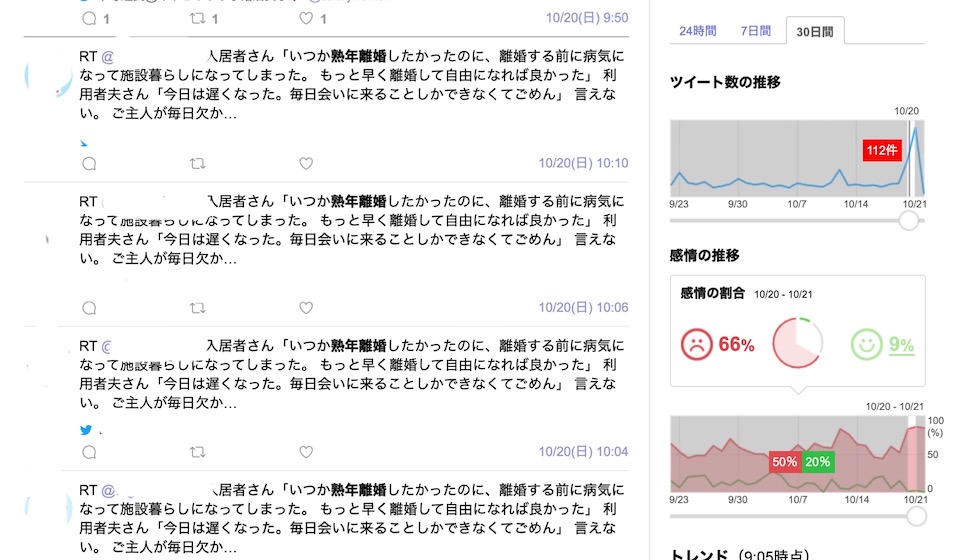 1 1 1 10/20(日) 9:50
RT @ 入居者さん「いつか熟年離婚したかったのに、離婚する前に病気に
なって施設暮らしになってしまった。 もっと早く離婚して自由になれば良かった」 利
用者夫さん「今日は遅くなった。毎日会いに来ることしかできなくてごめん」 言えな
い。 ご主人が毎日欠か…
10/20(日) 10:10
RT 入居者さん「いつか熟年離婚したかったのに、離婚する前に病気に
なって施設暮らしになってしまった。 もっと早く離婚して自由になれば良かった」 利
用者夫さん「今日は遅くなった。毎日会いに来ることしかできなくてごめん」 言えな
い。 ご主人が毎日欠か…
10/20(日) 10:06
RT @ 入居者さん「いつか熟年離婚したかったのに、離婚する前に病気に
なって施設暮らしになってしまった。 もっと早く離婚して自由になれば良かった」 利
用者夫さん「今日は遅くなった。毎日会いに来ることしかできなくてごめん」 言えな
い。 ご主人が毎日欠か…
10/20(日) 10:04
RT @ 入居者さん「いつか熟年離婚したかったのに、離婚する前に病気に
なって施設暮らしになってしまった。 もっと早く離婚して自由になれば良かった」 利
用者夫さん「今日は遅くなった。毎日会いに来ることしかできなくてごめん」 言えな
い。 ご主人が毎日欠か…
24時間 7日間 30日間
ツイート数の推移
10/20
112件
9/23 9/30 10/7 10/14 10/21
感情の推移
感情の割合 10/20 - 10/21
66% 9%
10/20 - 10/21
100
(%)
50
50% 20%
0
9/23 9/30 10/7 10/14 10/21
トレンド（9:05時点）